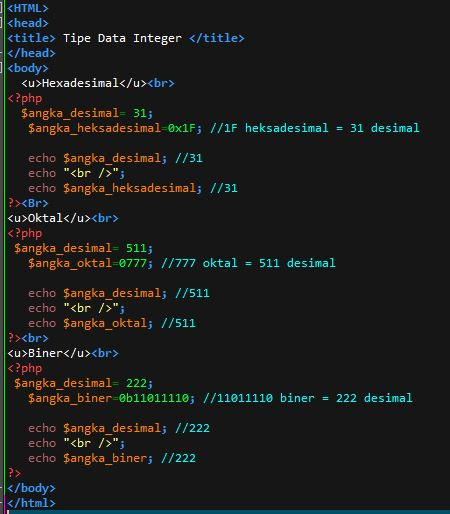 <HTML>
<head>
<title> Tipe Data Integer </title>
</head>
<body>
<u>Hexadesimal</u><br>
<?php
$angka_desimal= 31;
$angka_heksadesimal=0x1F; //1F heksadesimal = 31 desimal
echo $angka_desimal; //31
echo "<br />";
echo $angka_heksadesimal; //31
?><Br>
<u>Oktal</u><br>
<?php
$angka_desimal= 511;
$angka_oktal=0777; //777 oktal = 511 desimal
echo $angka_desimal; //511
echo "<br />";
echo $angka_oktal; //511
?><br>
<u>Biner</u><br>
<?php
$angka_desimal= 222;
$angka_biner=0b11011110; //11011110 biner = 222 desimal
echo $angka_desimal; //222
echo "<br />";
echo $angka_biner; //222
?>
</body>
</html>